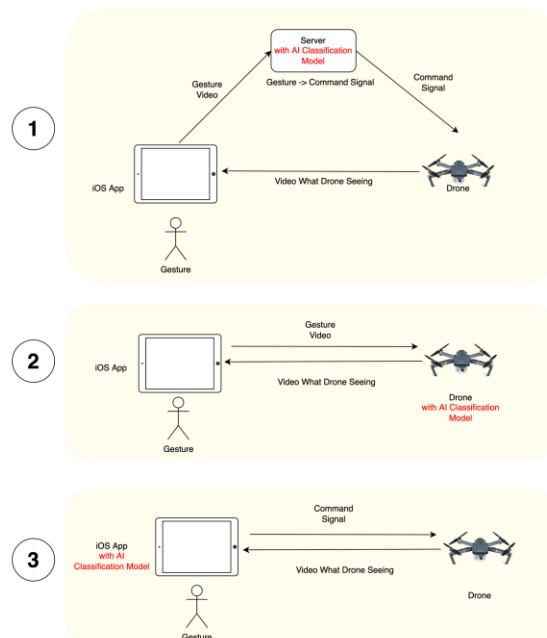 1
Server
with AI Classification
Model
Gesture -> Command Signal
Gesture
Video
Command
Signal
iOS App
Video What Drone Seeing
Drone
Gesture
2
Gesture
Video
iOS App
Video What Drone Seeing
Drone
with AI Classification
Model
Gesture
3
Command
Signal
iOS App
with AI
Classification Model
Video What Drone Seeing
Drone
Gesture